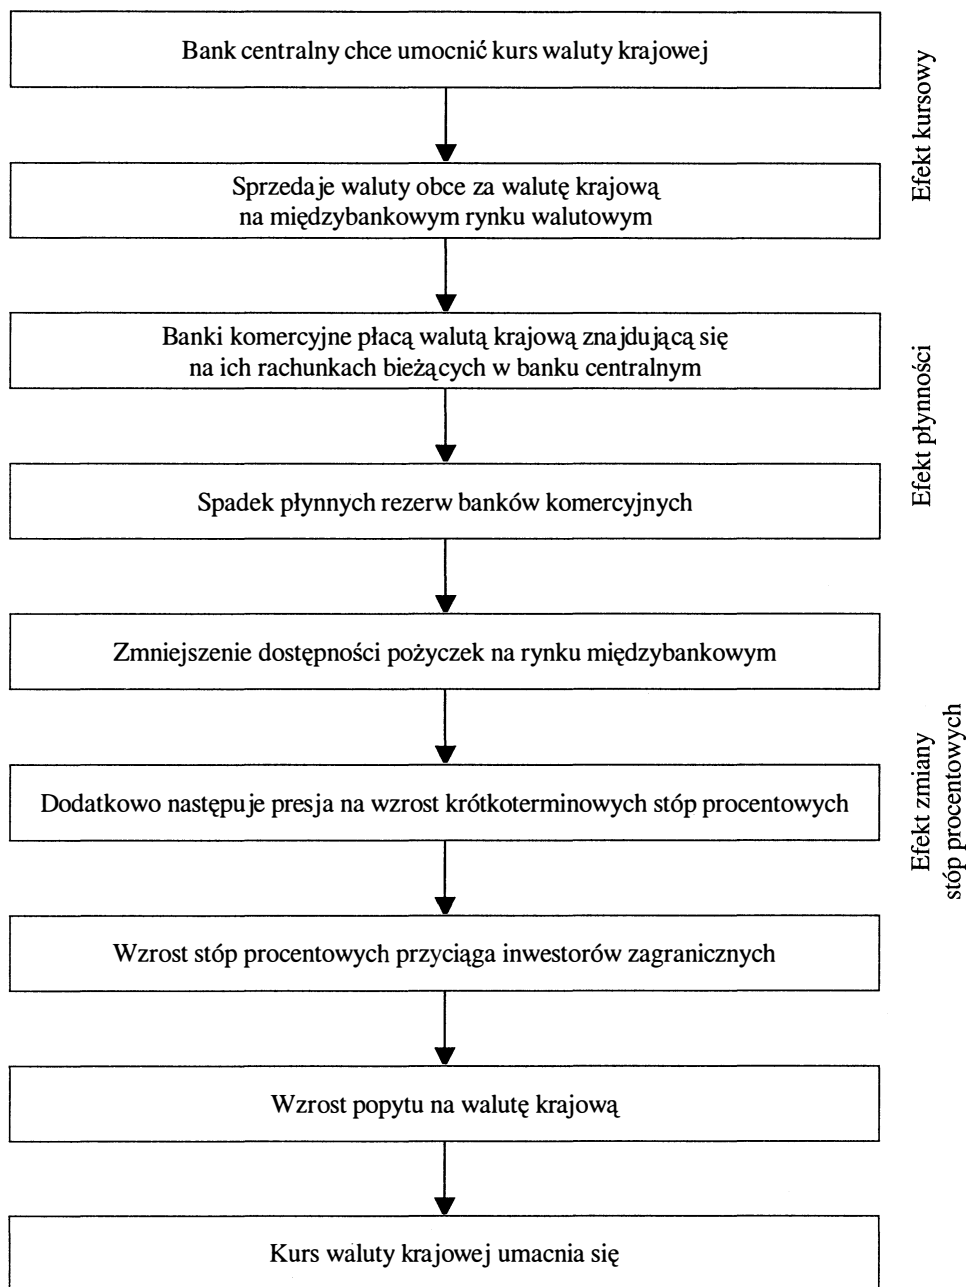 Bank centralny chce umocnić kurs waluty krajowej
Efekt kursowy
Sprzedaje waluty obce za walutę krajową
na międzybankowym rynku walutowym
Banki komercyjne płacą walutą krajową znajdującą się
na ich rachunkach bieżących w banku centralnym
Efekt płynności
Spadek płynnych rezerw banków komercyjnych
Zmniejszenie dostępności pożyczek na rynku międzybankowym
Dodatkowo następuje presja na wzrost krótkoterminowych stóp procentowych
Efekt zmiany
stóp procentowych
Wzrost stóp procentowych przyciąga inwestorów zagranicznych
Wzrost popytu na walutę krajową
Kurs waluty krajowej umacnia się